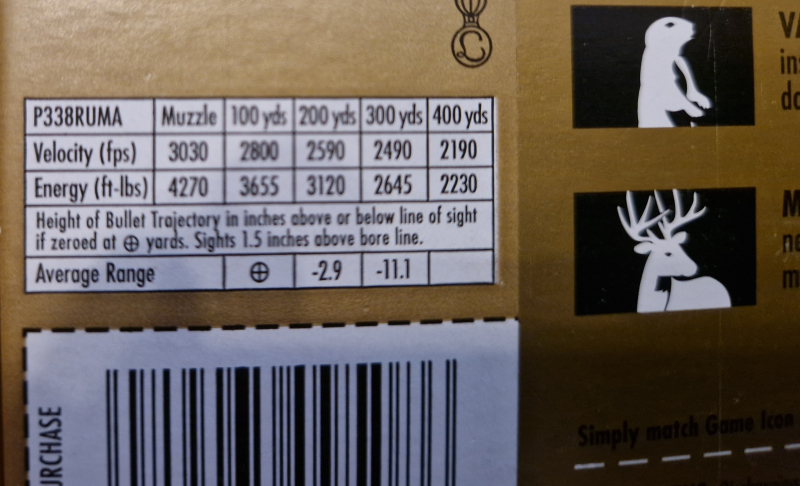 P338RUMA Muzzle 100 yds 200 yds 300 yds 400 yds
Velocity (fps) 3030 2800 2590 2490 2190
Energy (ft-lbs) 4270 3655 3120 2645 2230
Height of Bullet Trajectory in inches above or below line of sight
if zeroed at ⊕ yards. Sights 1.5 inches above bore line.
Average Range ⊕ -2.9 -11.1
URCHASE
Simply match Game Icon